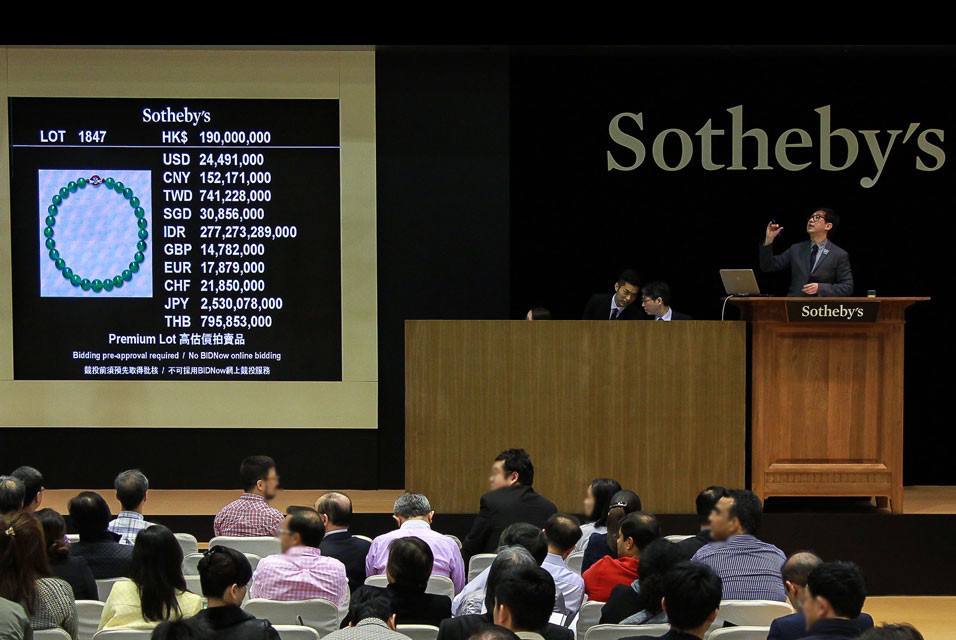 Sotheby's
LOT 1847 HK$ 190,000,000
USD 24,491,000
CNY 152,171,000
TWD 741,228,000
SGD 30,856,000
IDR 277,273,289,000
GBP 14,782,000
EUR 17,879,000
CHF 21,850,000
JPY 2,530,078,000
THB 795,853,000
Premium Lot 高估價拍賣品
Bidding pre-approval required / No BIDNow online bidding
競投前須預先取得批核 / 不可採用BIDNow網上競投服務
Sotheby's
Sotheby's